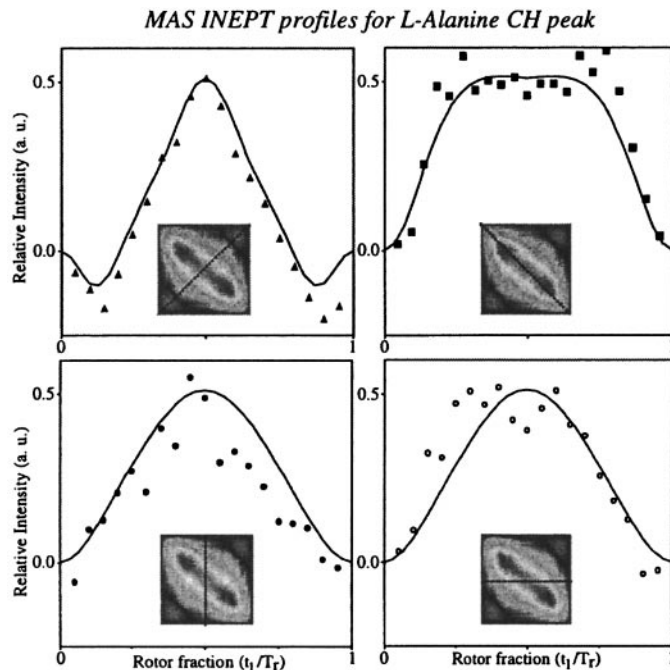 MAS INEPT profiles for L-Alanine CH peak
Relative Intensity (a. u.)
0.5
0.0
0
1
0.5
0.0
0
Relative Intensity (a. u.)
0.5
0.0
0
1
Rotor fraction (t1/Tr)
0.5
0.0
0
Rotor fraction (t1/Tr)